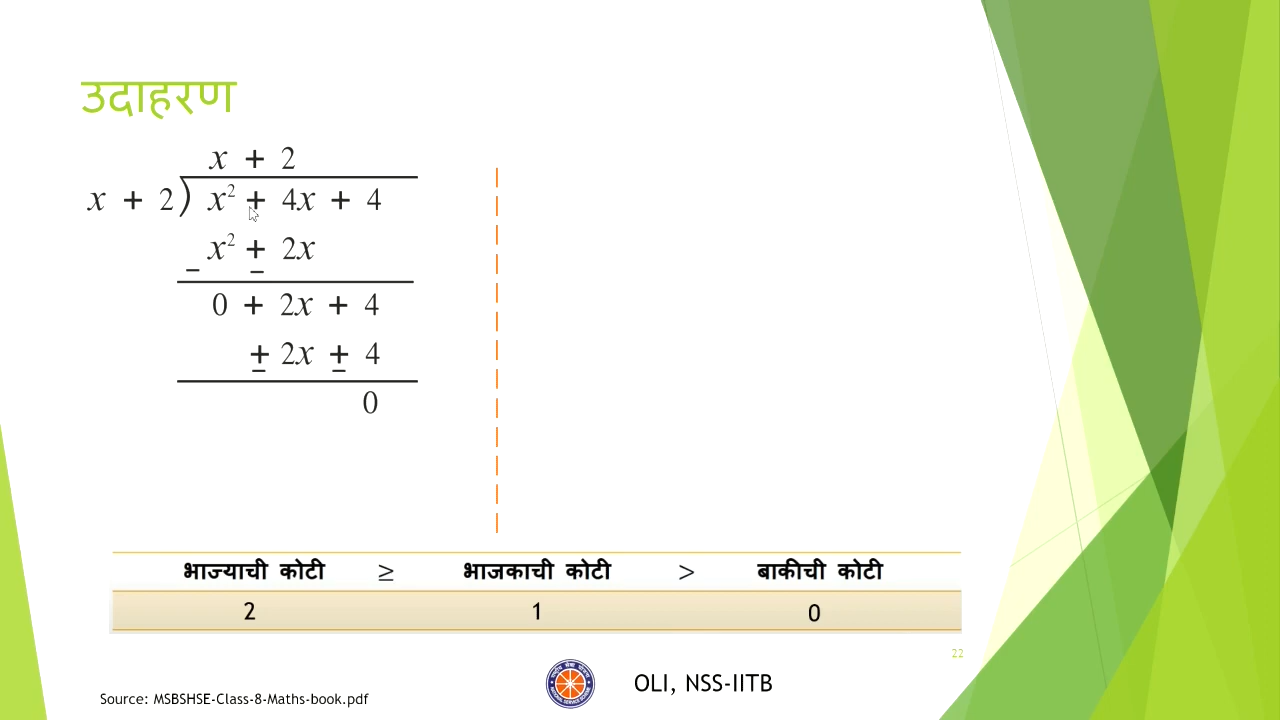 उदाहरण
x + 2
x + 2) x² + 4x + 4
x² + 2x
− −
0 + 2x + 4
± 2x ± 4
0
भाज्याची कोटी ≥ भाजकाची कोटी > बाकीची कोटी
2 1 0
22
OLI, NSS-IITB
Source: MSBSHSE-Class-8-Maths-book.pdf